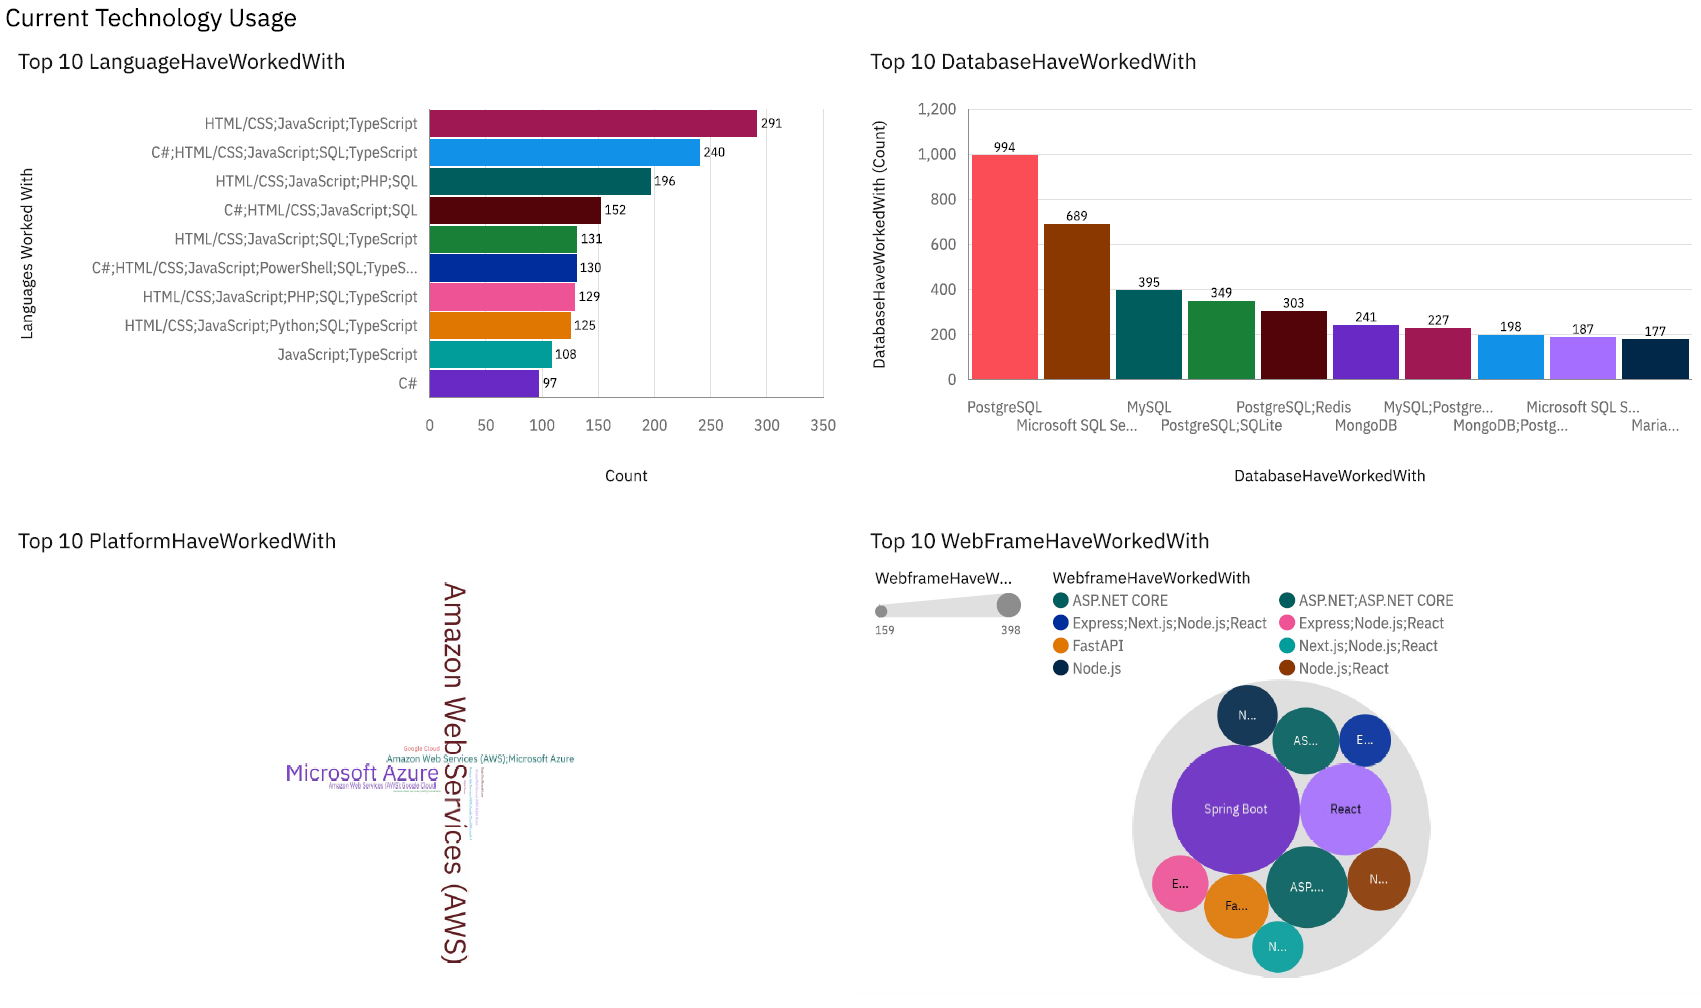 Current Technology Usage
Top 10 LanguageHaveWorkedWith
Languages Worked With
HTML/CSS;JavaScript;TypeScript
291
C#;HTML/CSS;JavaScript;SQL;TypeScript
240
HTML/CSS;JavaScript;PHP;SQL
196
C#;HTML/CSS;JavaScript;SQL
152
HTML/CSS;JavaScript;SQL;TypeScript
131
C#;HTML/CSS;JavaScript;PowerShell;SQL;TypeS...
130
HTML/CSS;JavaScript;PHP;SQL;TypeScript
129
HTML/CSS;JavaScript;Python;SQL;TypeScript
125
JavaScript;TypeScript
108
C#
97
0 50 100 150 200 250 300 350
Count
Top 10 DatabaseHaveWorkedWith
DatabaseHaveWorkedWith (Count)
1,200
1,000
800
600
400
200
0
994
689
395
349
303
241
227
198
187
177
PostgreSQL
Microsoft SQL Se...
MySQL
PostgreSQL;SQLite
PostgreSQL;Redis
MongoDB
MySQL;Postgre...
MongoDB;Postg...
Microsoft SQL S...
Maria...
DatabaseHaveWorkedWith
Top 10 PlatformHaveWorkedWith
Amazon Web Services (AWS)
Google Cloud
Amazon Web Services (AWS);Microsoft Azure
Microsoft Azure
Amazon Web Services (AWS);Google Cloud
Top 10 WebFrameHaveWorkedWith
WebframeHaveW...
159 398
WebframeHaveWorkedWith
ASP.NET CORE
ASP.NET;ASP.NET CORE
Express;Next.js;Node.js;React
Express;Node.js;React
FastAPI
Next.js;Node.js;React
Node.js
Node.js;React
N...
AS...
E...
Spring Boot
React
E...
Fa...
ASP....
N...
N...